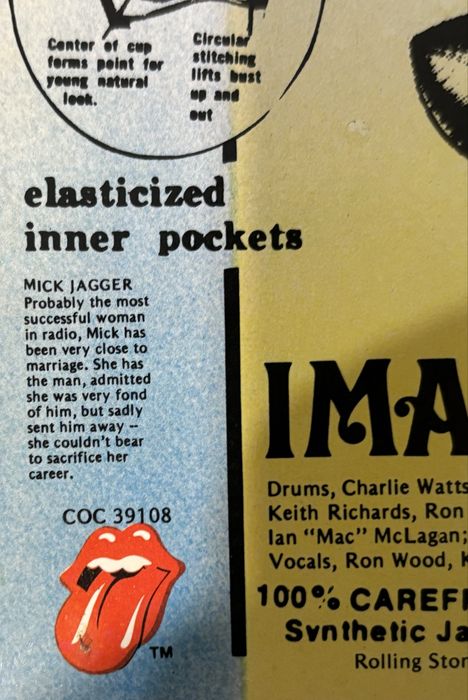 Center of cup
forms point for
young natural
look.
Circular
stitching
lifts bust
up and
out
elasticized
inner pockets
MICK JAGGER
Probably the most
successful woman
in radio, Mick has
been very close to
marriage. She has
the man, admitted
she was very fond
of him, but sadly
sent him away --
she couldn't bear
to sacrifice her
career.
COC 39108
TM
IMA
Drums, Charlie Watts
Keith Richards, Ron
Ian "Mac" McLagan;
Vocals, Ron Wood, K
100% CAREF
Synthetic Ja
Rolling Ston